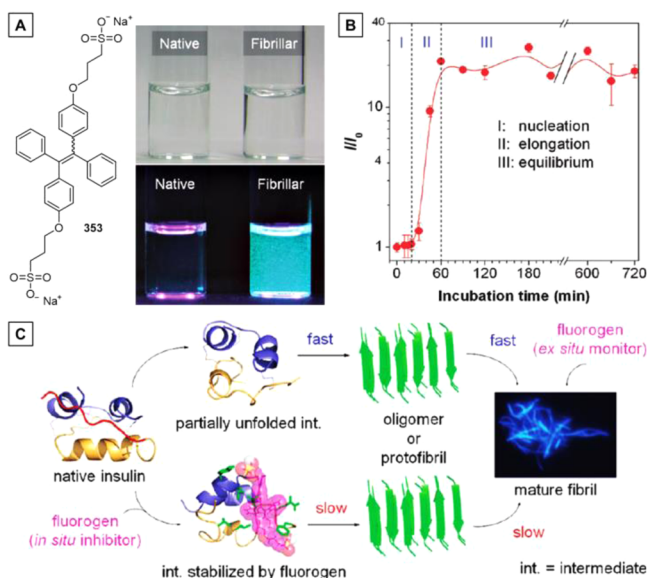 A
O⁻ Na⁺
O=S=O
O
O
353
O=S=O
O⁻ Na⁺
Native
Fibrillar
Native
Fibrillar
B
I
II
III
I/I₀
40
10
4
1
I: nucleation
II: elongation
III: equilibrium
0
60
120
180
600
720
Incubation time (min)
C
native insulin
fluorogen
(in situ inhibitor)
partially unfolded int.
fast
oligomer
or
protofibril
fast
fluorogen
(ex situ monitor)
mature fibril
int. stabilized by fluorogen
slow
slow
int. = intermediate